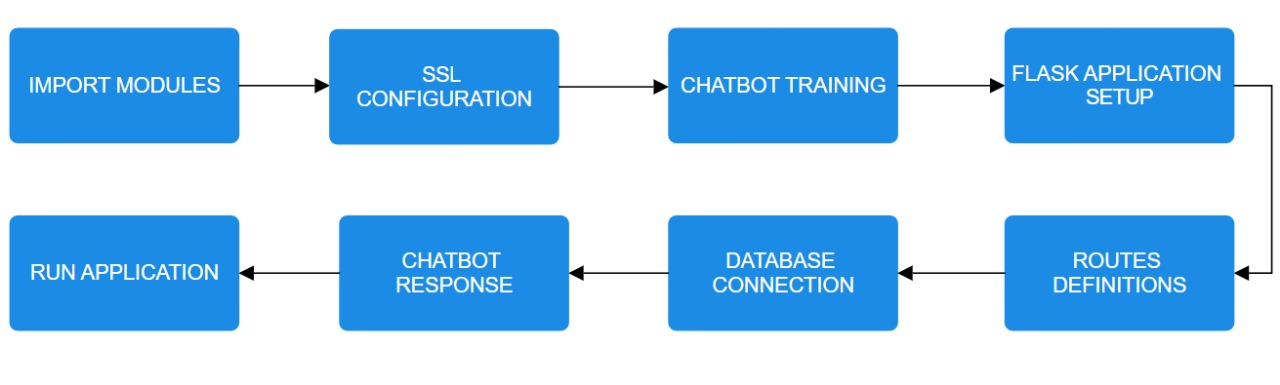 IMPORT MODULES
SSL
CONFIGURATION
CHATBOT TRAINING
FLASK APPLICATION
SETUP
ROUTES
DEFINITIONS
DATABASE
CONNECTION
CHATBOT
RESPONSE
RUN APPLICATION